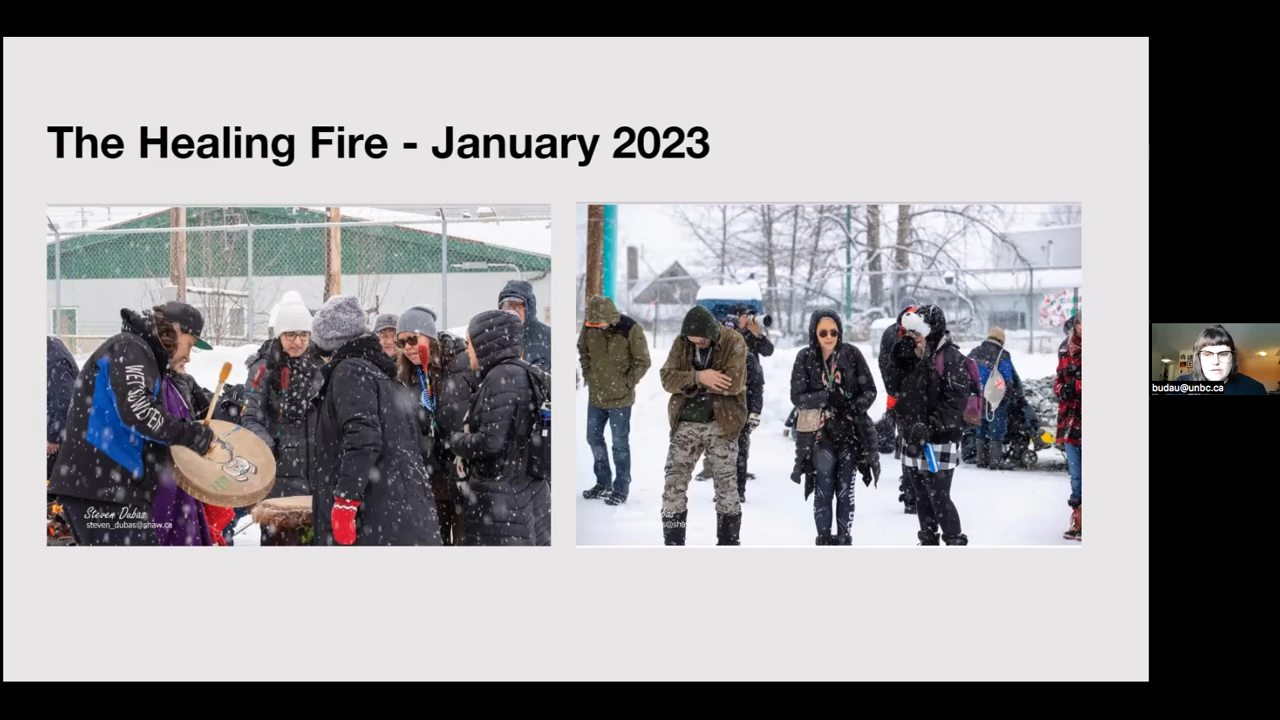 The Healing Fire - January 2023
WET'SUWET'EN
Steven Dubas
steven_dubas@shaw.ca
budau@unbc.ca